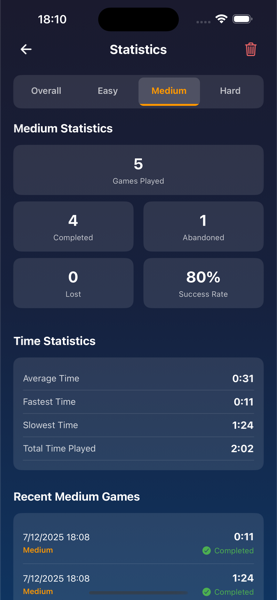 18:10
Statistics
Overall Easy Medium Hard
Medium Statistics
5
Games Played
4 1
Completed Abandoned
0 80%
Lost Success Rate
Time Statistics
Average Time 0:31
Fastest Time 0:11
Slowest Time 1:24
Total Time Played 2:02
Recent Medium Games
7/12/2025 18:08 0:11
Medium Completed
7/12/2025 18:08 1:24
Medium Completed